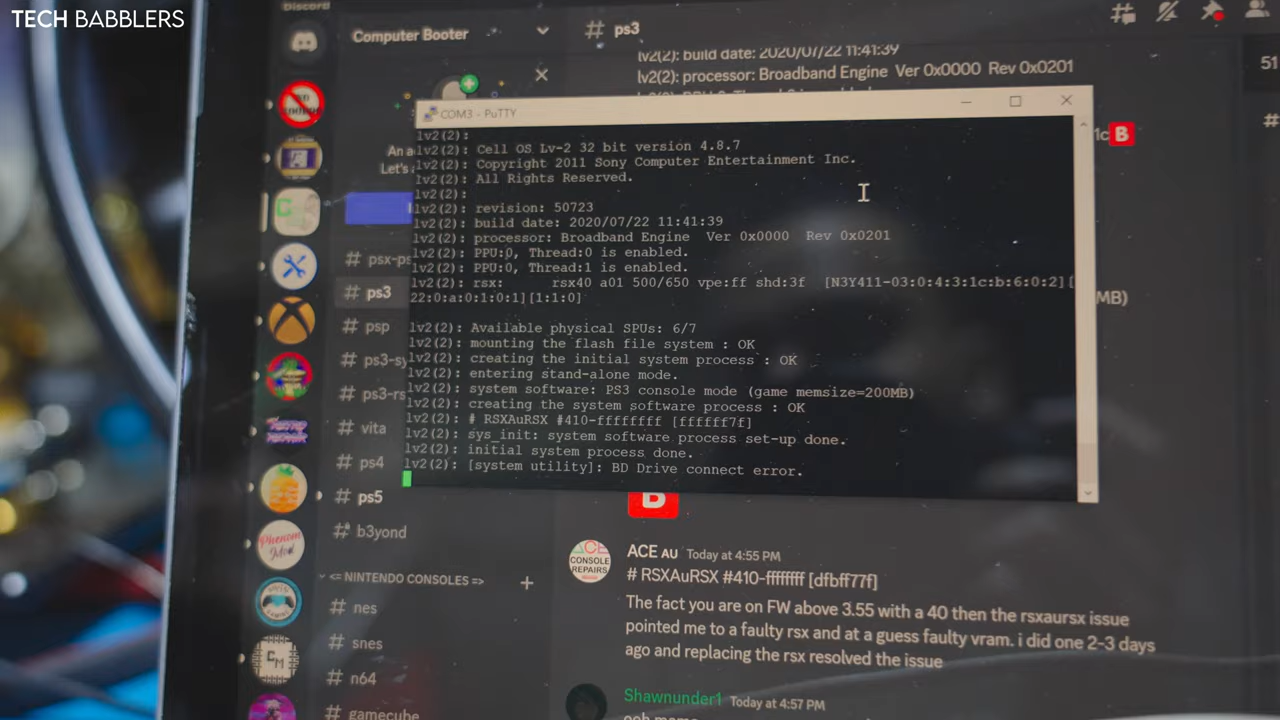 TECH BABBLERS
Discord
Computer Booter
# ps3
lv2(2): build date: 2020/07/22 11:41:39
lv2(2): processor: Broadband Engine Ver 0x0000 Rev 0x0201
51
COM3 - PuTTY
lv2(2):
lv2(2): Cell OS Lv-2 32 bit version 4.8.7
lv2(2): Copyright 2011 Sony Computer Entertainment Inc.
lv2(2): All Rights Reserved.
lv2(2):
lv2(2): revision: 50723
lv2(2): build date: 2020/07/22 11:41:39
lv2(2): processor: Broadband Engine Ver 0x0000 Rev 0x0201
lv2(2): PPU:0, Thread:0 is enabled.
lv2(2): PPU:0, Thread:1 is enabled.
lv2(2): rsx: rsx40 a01 500/650 vpe:ff shd:3f [N3Y411-03:0:4:3:1c:b:6:0:2][
22:0:a:0:1:0:1][1:1:0]
lv2(2): Available physical SPUs: 6/7
lv2(2): mounting the flash file system : OK
lv2(2): creating the initial system process : OK
lv2(2): entering stand-alone mode.
lv2(2): system software: PS3 console mode (game memsize=200MB)
lv2(2): creating the system software process : OK
lv2(2): # RSXAuRSX #410-ffffffff [ffffff7f]
lv2(2): sys_init: system software process set-up done.
lv2(2): initial system process done.
lv2(2): [system utility]: BD Drive connect error.
An a
Let's
1c B
MB)
#
# psx-ps
# ps3
# psp
# ps3-sy
# ps3-rs
# vita
# ps4
# ps5
# b3yond
<= NINTENDO CONSOLES =>
# nes
# snes
# n64
# gamecube
Phenom
Mod
CM
B
ACE
CONSOLE
REPAIRS
ACE AU Today at 4:55 PM
# RSXAuRSX #410-ffffffff [dfbff77f]
The fact you are on FW above 3.55 with a 40 then the rsxaursx issue
pointed me to a faulty rsx and at a guess faulty vram. i did one 2-3 days
ago and replacing the rsx resolved the issue
Shawnunder1 Today at 4:57 PM